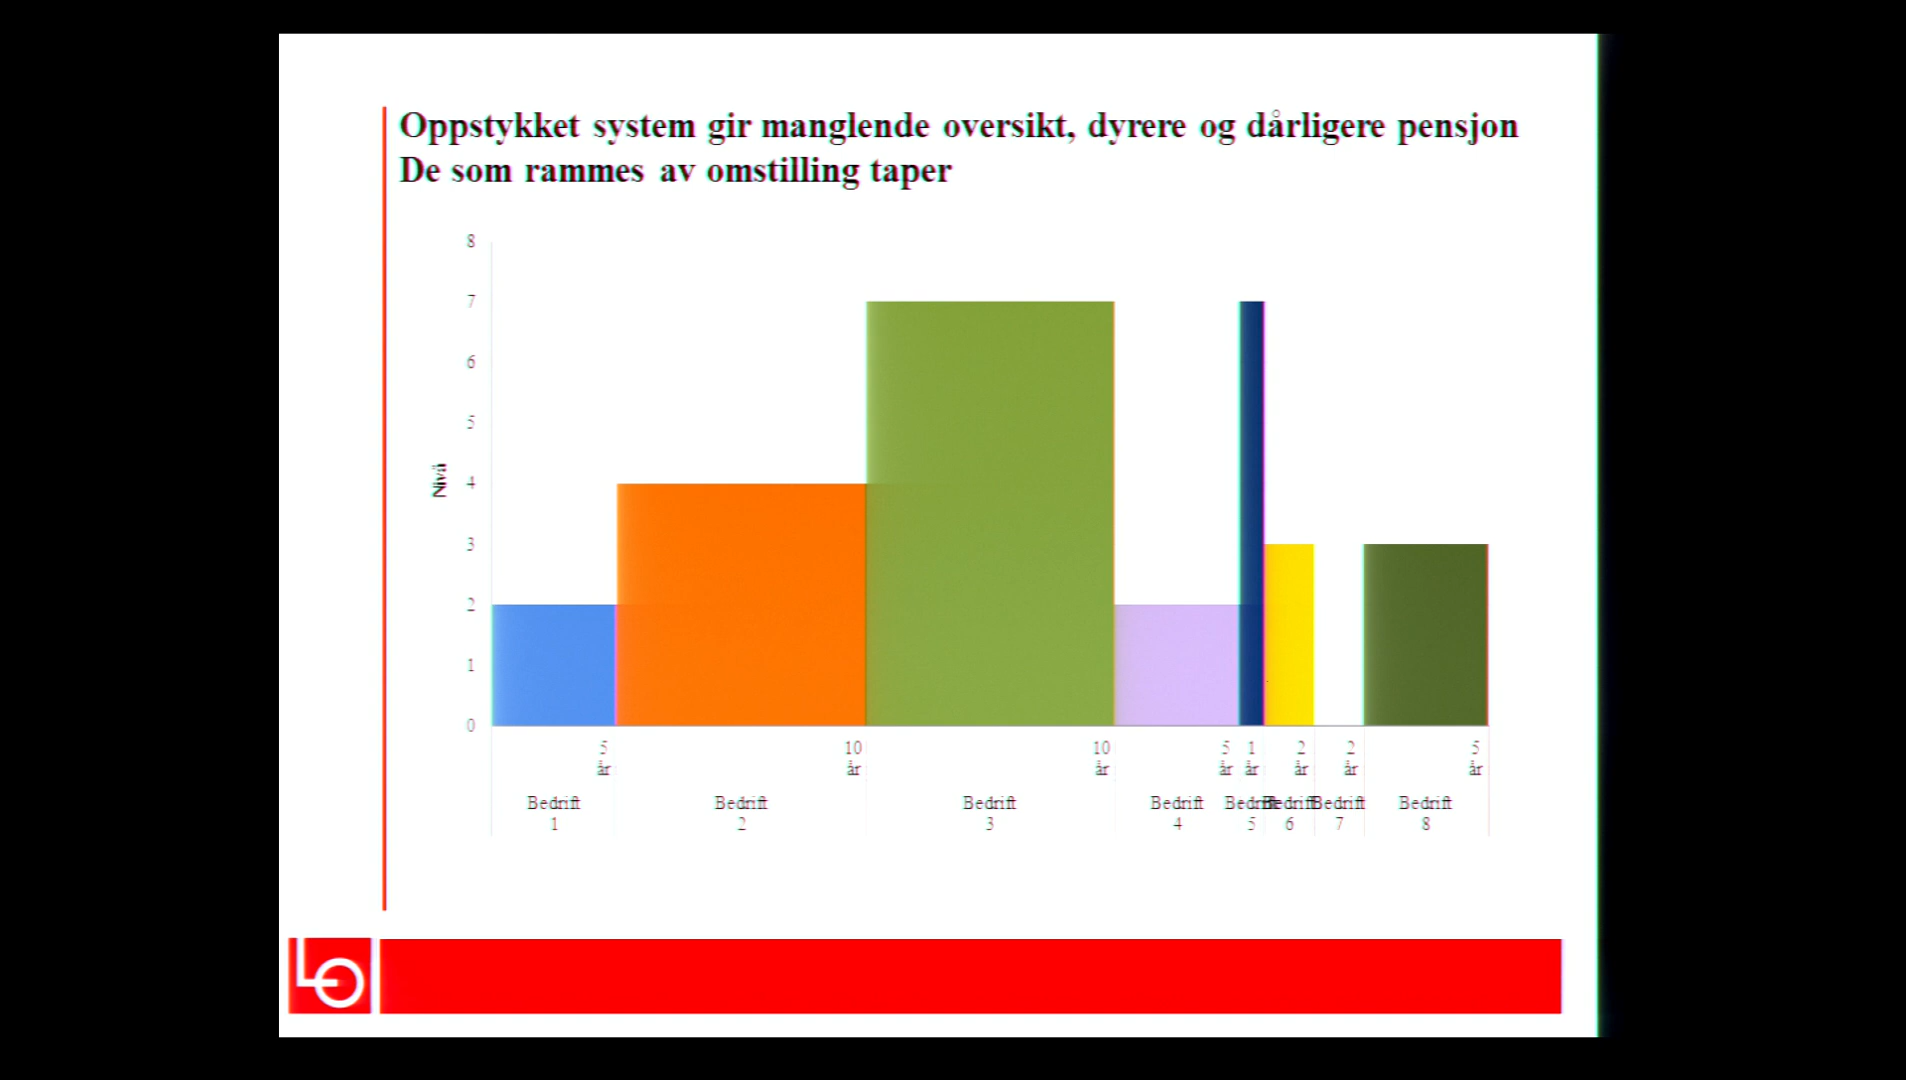 Oppstykket system gir manglende oversikt, dyrere og dårligere pensjon
De som rammes av omstilling taper
8
7
6
5
4
3
2
1
0
Nivå
5 10 10 5 1 2 2 5
år år år år år år år år
Bedrift Bedrift Bedrift Bedrift Bedrift Bedrift Bedrift Bedrift
1 2 3 4 5 6 7 8
LO